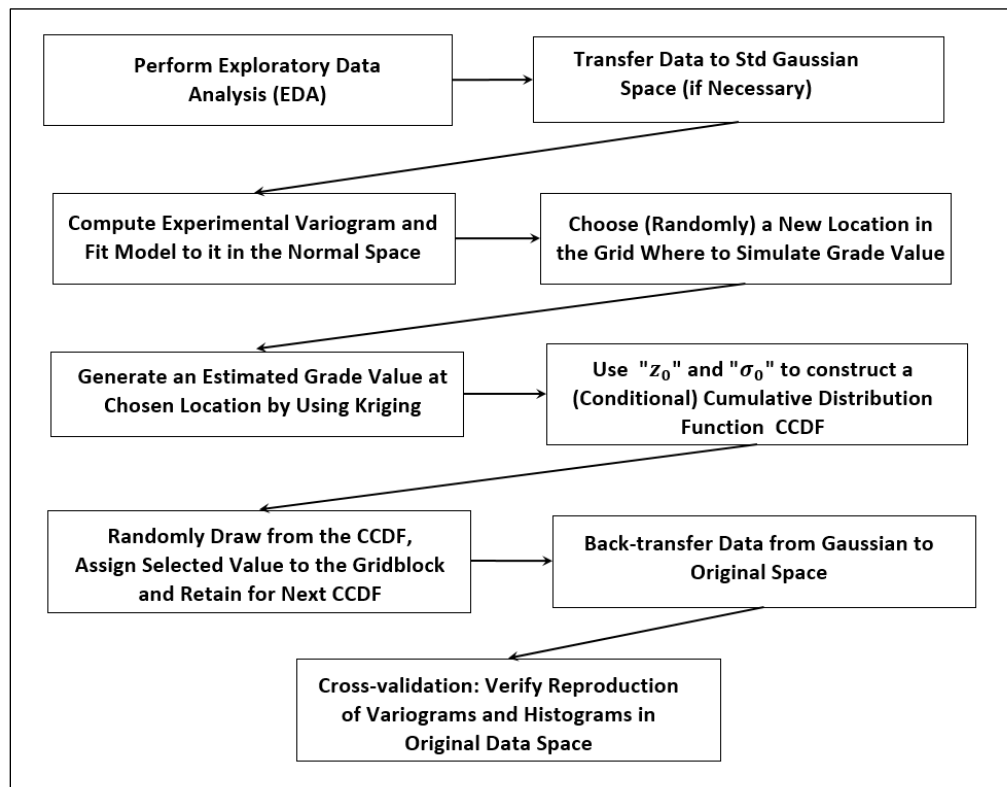 Perform Exploratory Data
Analysis (EDA)
Transfer Data to Std Gaussian
Space (if Necessary)
Compute Experimental Variogram and
Fit Model to it in the Normal Space
Choose (Randomly) a New Location in
the Grid Where to Simulate Grade Value
Generate an Estimated Grade Value at
Chosen Location by Using Kriging
Use "z₀" and "σ₀" to construct a
(Conditional) Cumulative Distribution
Function CCDF
Randomly Draw from the CCDF,
Assign Selected Value to the Gridblock
and Retain for Next CCDF
Back-transfer Data from Gaussian to
Original Space
Cross-validation: Verify Reproduction
of Variograms and Histograms in
Original Data Space